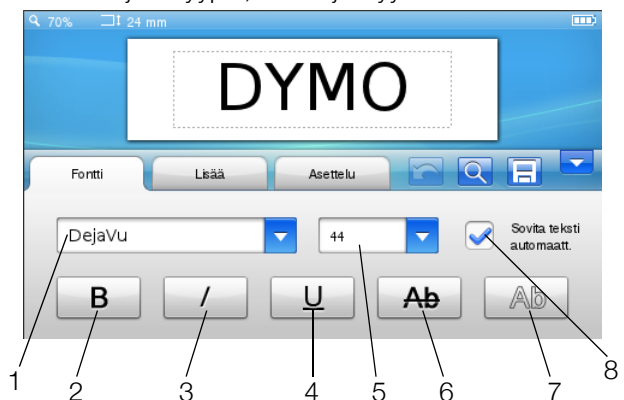 70% 24 mm
DYMO
Fontti Lisää Asettelu
DejaVu 44 Sovita teksti
automaatt.
B I U Ab Ab
1 2 3 4 5 6 7 8